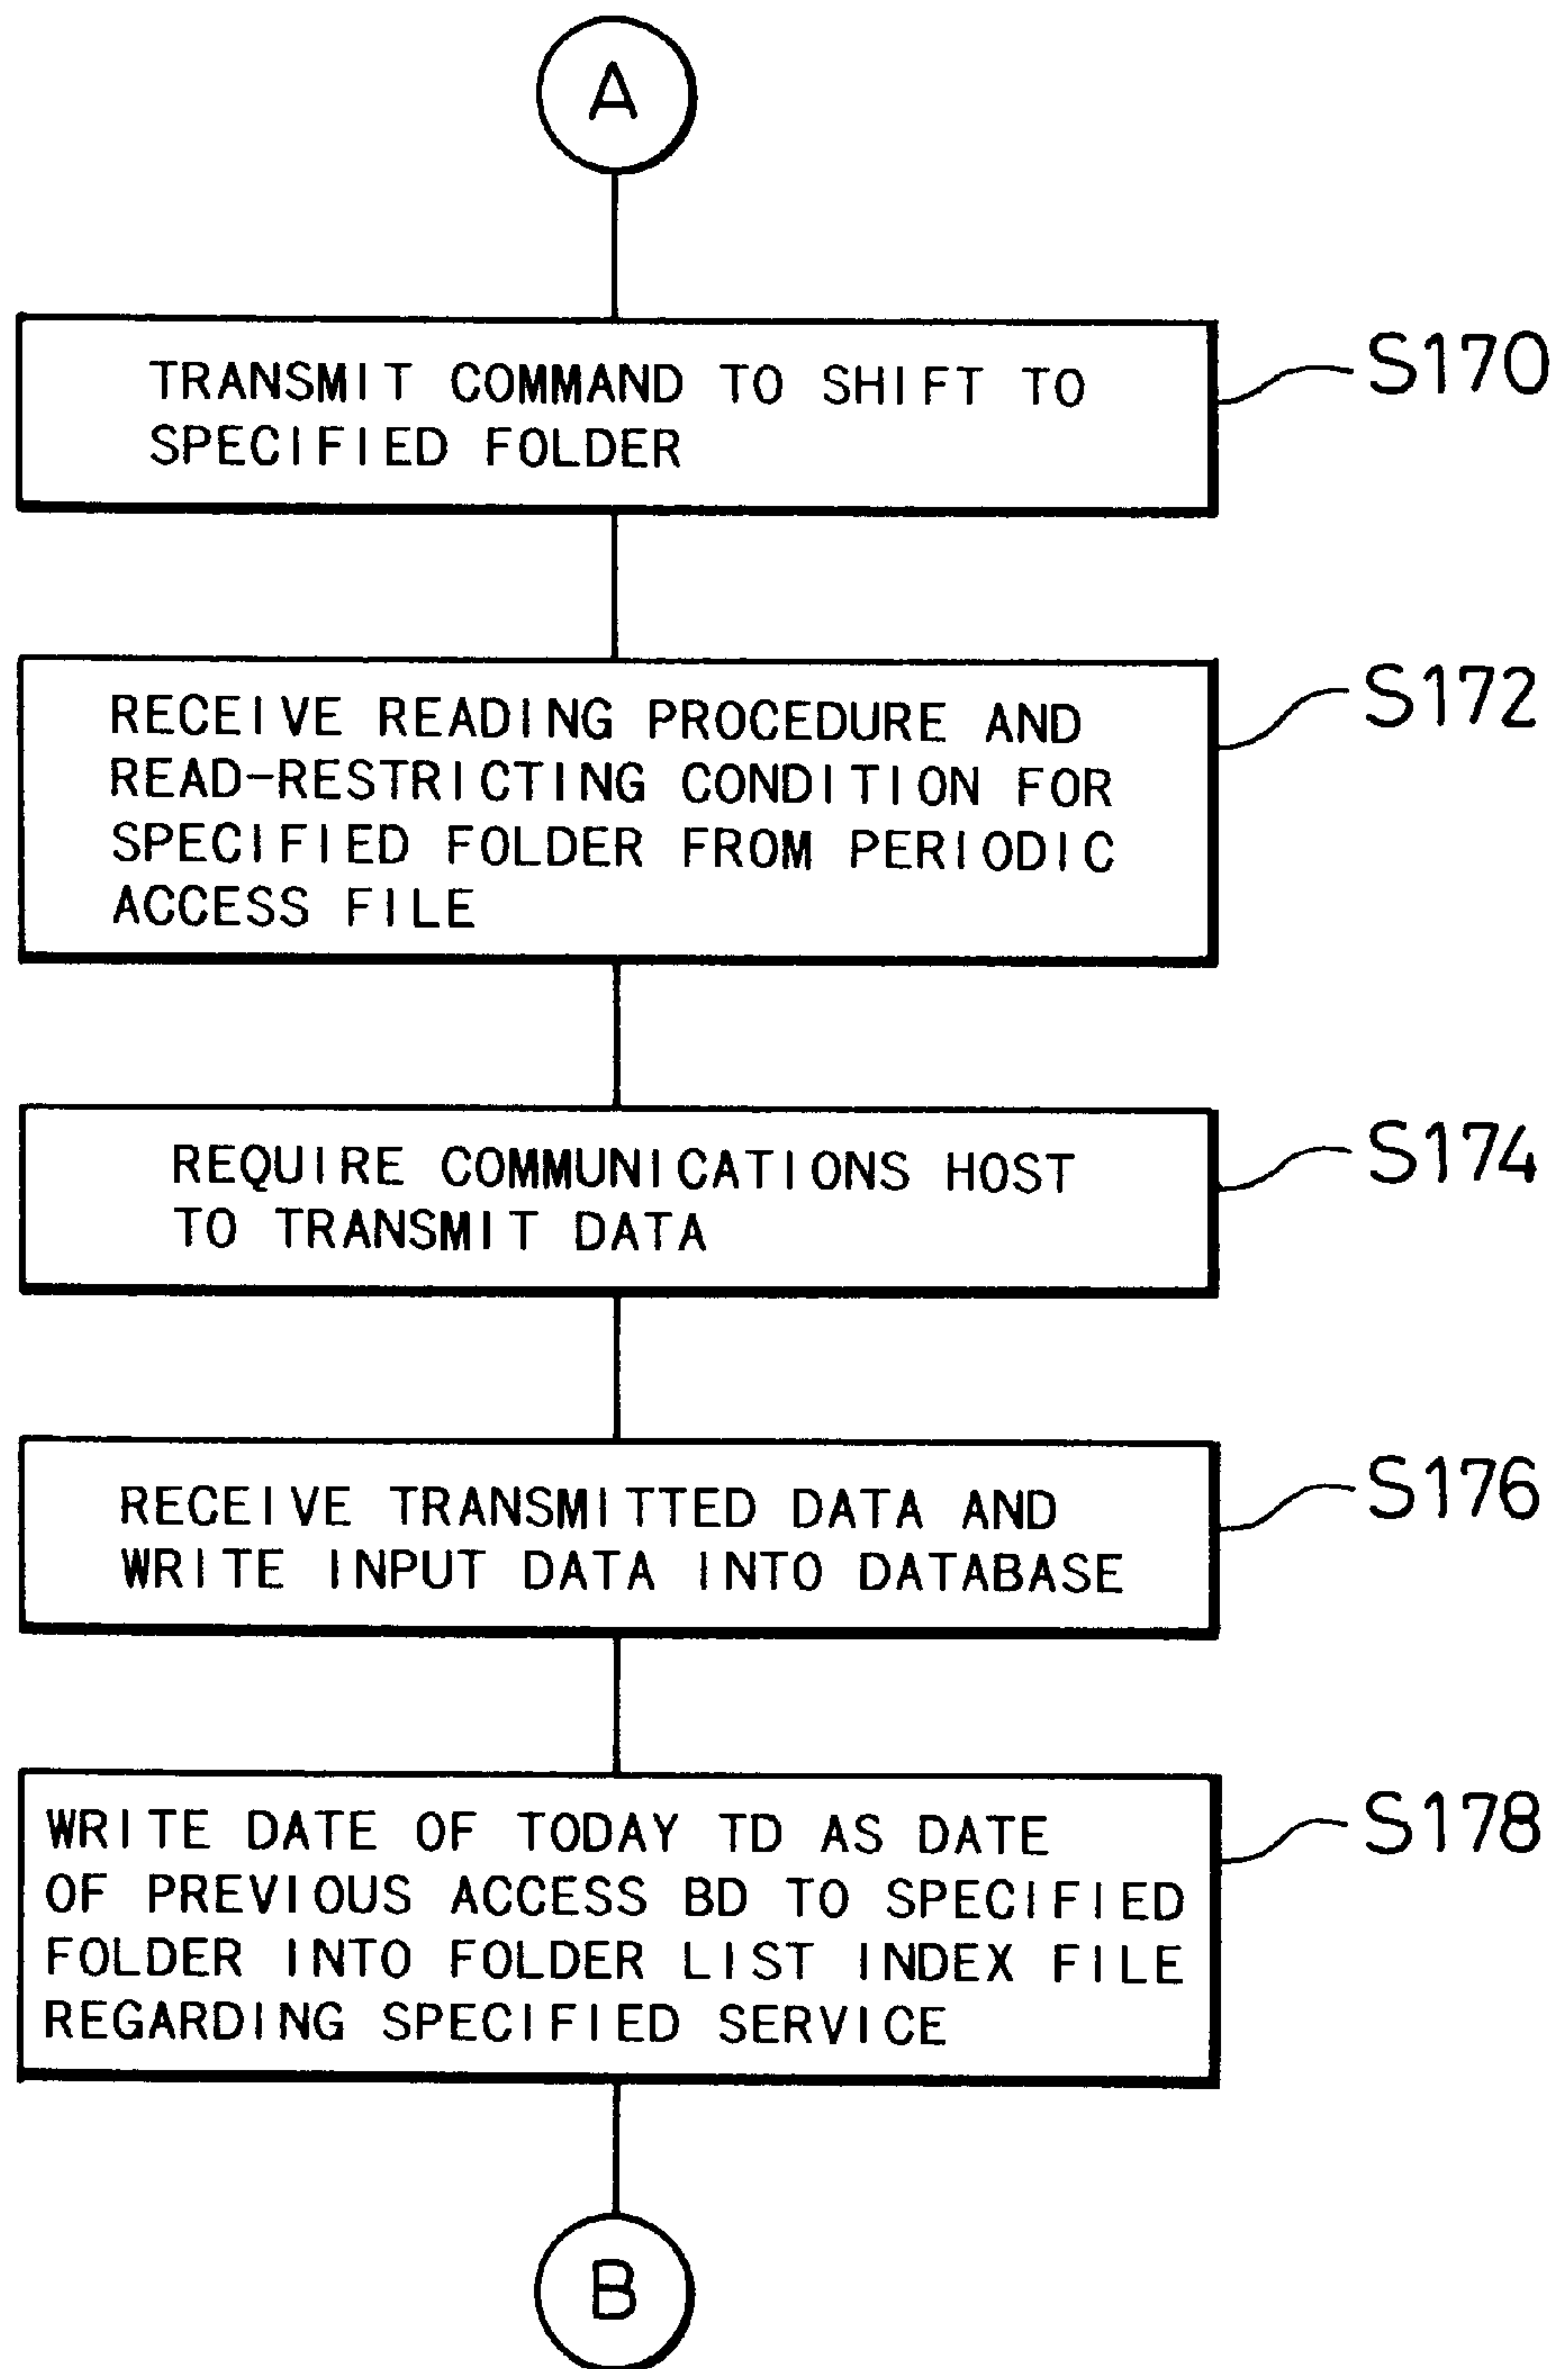 A
TRANSMIT COMMAND TO SHIFT TO
SPECIFIED FOLDER
S170
RECEIVE READING PROCEDURE AND
READ-RESTRICTING CONDITION FOR
SPECIFIED FOLDER FROM PERIODIC
ACCESS FILE
S172
REQUIRE COMMUNICATIONS HOST
TO TRANSMIT DATA
S174
RECEIVE TRANSMITTED DATA AND
WRITE INPUT DATA INTO DATABASE
S176
WRITE DATE OF TODAY TD AS DATE
OF PREVIOUS ACCESS BD TO SPECIFIED
FOLDER INTO FOLDER LIST INDEX FILE
REGARDING SPECIFIED SERVICE
S178
B